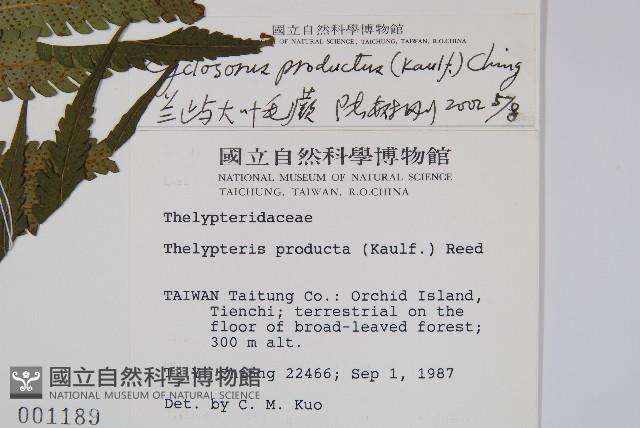 國立自然科學博物館
OF NATURAL SCIENCE, TAICHUNG, TAIWAN, R.O.CHINA
Cyclosorus productus (Kaulf.) Ching
兰屿大叶毛蕨 2002 5/8
國立自然科學博物館
NATIONAL MUSEUM OF NATURAL SCIENCE
TAICHUNG, TAIWAN, R.O.CHINA
Thelypteridaceae
Thelypteris producta (Kaulf.) Reed
TAIWAN Taitung Co.: Orchid Island,
Tienchi; terrestrial on the
floor of broad-leaved forest;
300 m alt.
22466; Sep 1, 1987
國立自然科學博物館
NATIONAL MUSEUM OF NATURAL SCIENCE
Det. by C. M. Kuo
001189